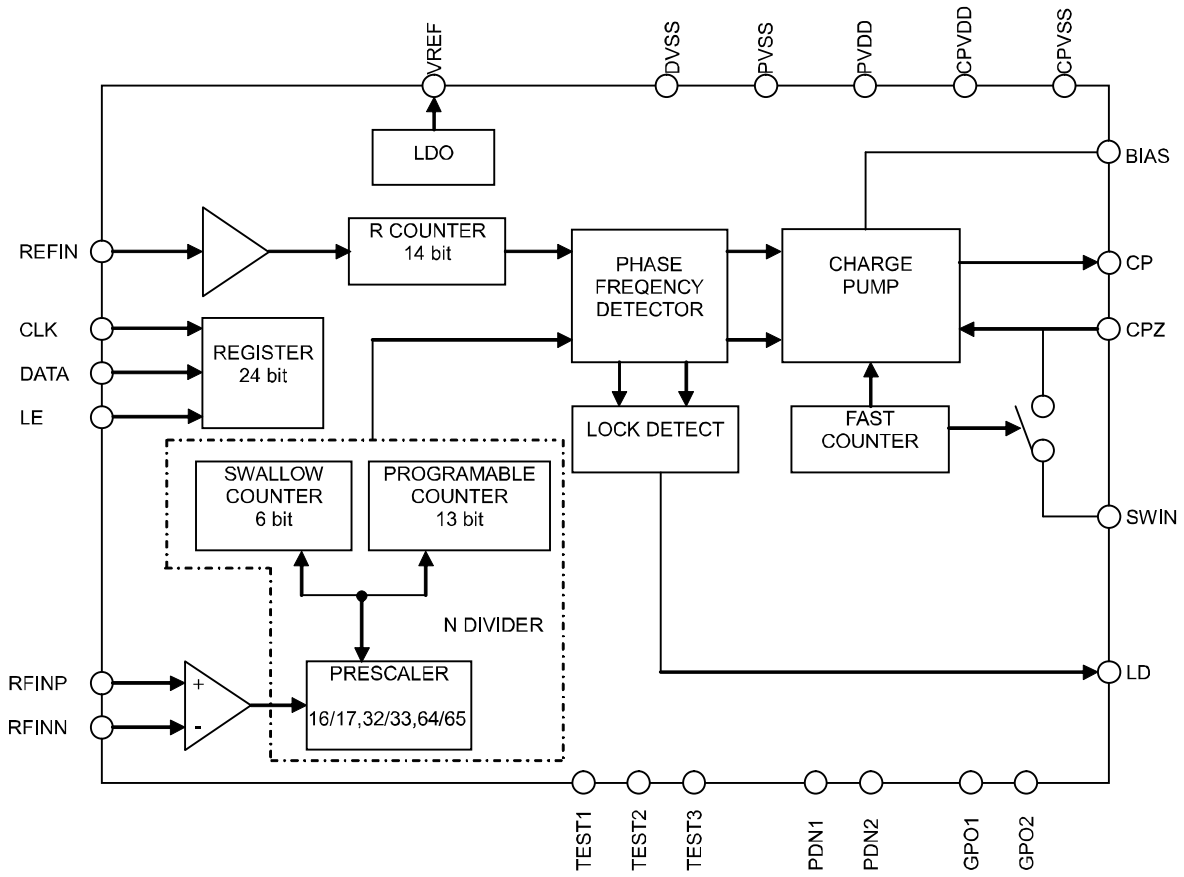 VREF
DVSS
PVSS
PVDD
CPVDD
CPVSS
LDO
BIAS
REFIN
R COUNTER
14 bit
PHASE
FREQENCY
DETECTOR
CHARGE
PUMP
CP
CLK
DATA
LE
REGISTER
24 bit
CPZ
LOCK DETECT
FAST
COUNTER
SWALLOW
COUNTER
6 bit
PROGRAMABLE
COUNTER
13 bit
SWIN
N DIVIDER
RFINP
RFINN
+
-
PRESCALER
16/17,32/33,64/65
LD
TEST1
TEST2
TEST3
PDN1
PDN2
GPO1
GPO2